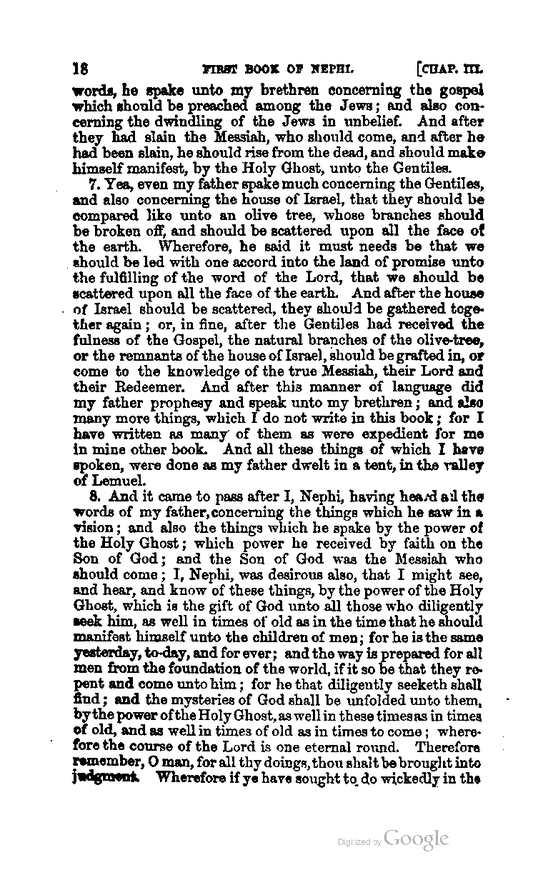 18 FIRST BOOK OF NEPHI. [CHAP. III.
words, he spake unto my brethren concerning the gospel
which should be preached among the Jews; and also con-
cerning the dwindling of the Jews in unbelief. And after
they had slain the Messiah, who should come, and after he
had been slain, he should rise from the dead, and should make
himself manifest, by the Holy Ghost, unto the Gentiles.
7. Yea, even my father spake much concerning the Gentiles,
and also concerning the house of Israel, that they should be
compared like unto an olive tree, whose branches should
be broken off, and should be scattered upon all the face of
the earth. Wherefore, he said it must needs be that we
should be led with one accord into the land of promise unto
the fulfilling of the word of the Lord, that we should be
scattered upon all the face of the earth. And after the house
of Israel should be scattered, they should be gathered toge-
ther again; or, in fine, after the Gentiles had received the
fulness of the Gospel, the natural branches of the olive-tree,
or the remnants of the house of Israel, should be grafted in, or
come to the knowledge of the true Messiah, their Lord and
their Redeemer. And after this manner of language did
my father prophesy and speak unto my brethren; and also
many more things, which I do not write in this book; for I
have written as many of them as were expedient for me
in mine other book. And all these things of which I have
spoken, were done as my father dwelt in a tent, in the valley
of Lemuel.
8. And it came to pass after I, Nephi, having heard all the
words of my father, concerning the things which he saw in a
vision; and also the things which he spake by the power of
the Holy Ghost; which power he received by faith on the
Son of God; and the Son of God was the Messiah who
should come; I, Nephi, was desirous also, that I might see,
and hear, and know of these things, by the power of the Holy
Ghost, which is the gift of God unto all those who diligently
seek him, as well in times of old as in the time that he should
manifest himself unto the children of men; for he is the same
yesterday, to-day, and for ever; and the way is prepared for all
men from the foundation of the world, if it so be that they re-
pent and come unto him; for he that diligently seeketh shall
find; and the mysteries of God shall be unfolded unto them,
by the power of the Holy Ghost, as well in these times as in times
of old, and as well in times of old as in times to come; where-
fore the course of the Lord is one eternal round. Therefore
remember, O man, for all thy doings, thou shalt be brought into
judgment. Wherefore if ye have sought to do wickedly in the
Digitized by Google